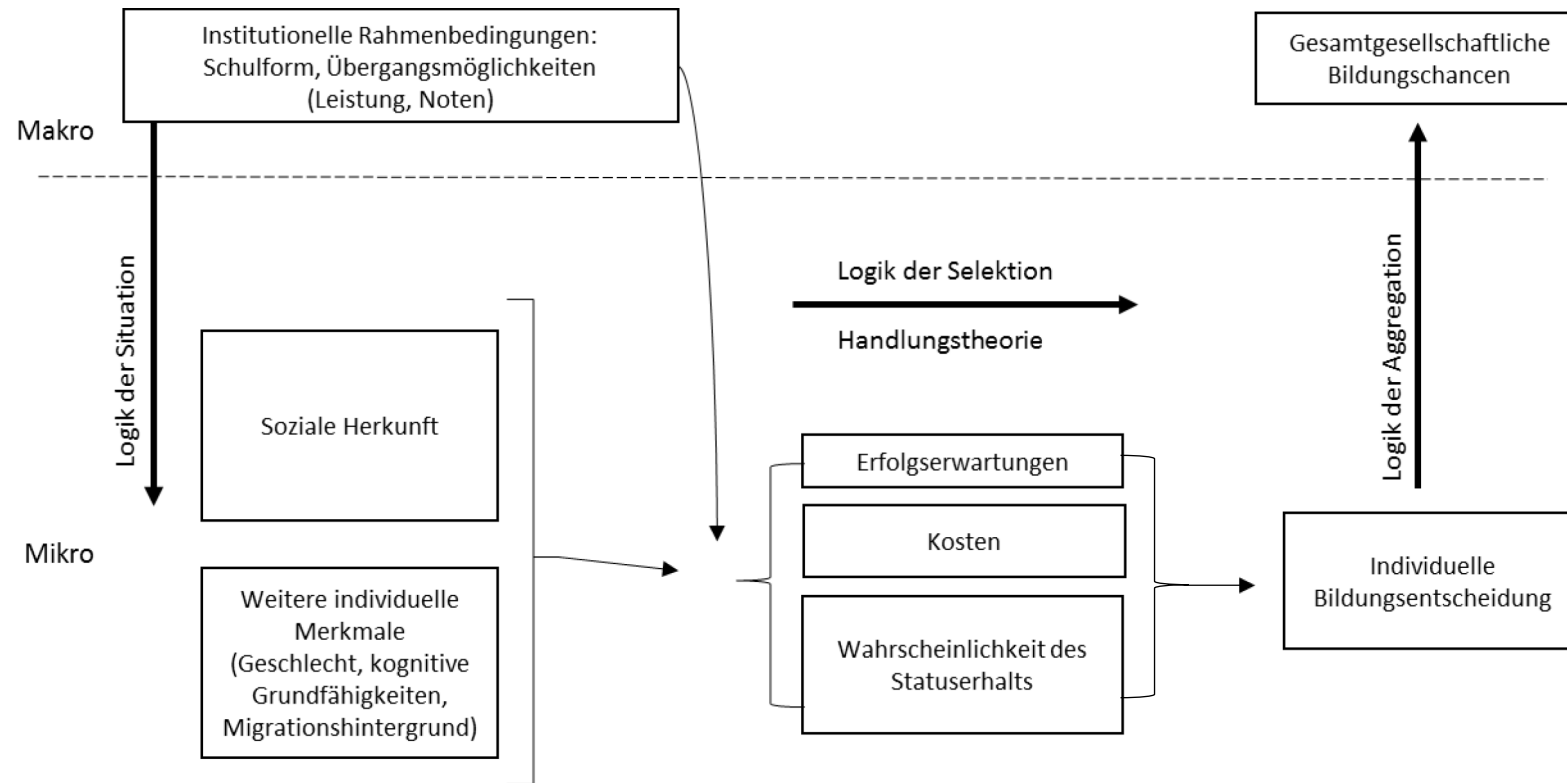 Institutionelle Rahmenbedingungen:
Schulform, Übergangsmöglichkeiten
(Leistung, Noten)
Gesamtgesellschaftliche
Bildungschancen
Makro
Logik der Situation
Logik der Selektion
Handlungstheorie
Logik der Aggregation
Soziale Herkunft
Erfolgserwartungen
Kosten
Mikro
Weitere individuelle
Merkmale
(Geschlecht, kognitive
Grundfähigkeiten,
Migrationshintergrund)
Wahrscheinlichkeit des
Statuserhalts
Individuelle
Bildungsentscheidung